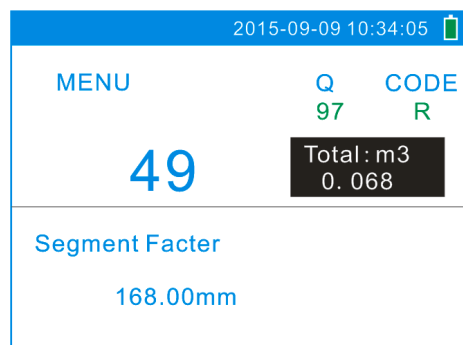 2015-09-09 10:34:05
MENU Q CODE
97 R
49 Total:m3
0.068
Segment Facter
168.00mm